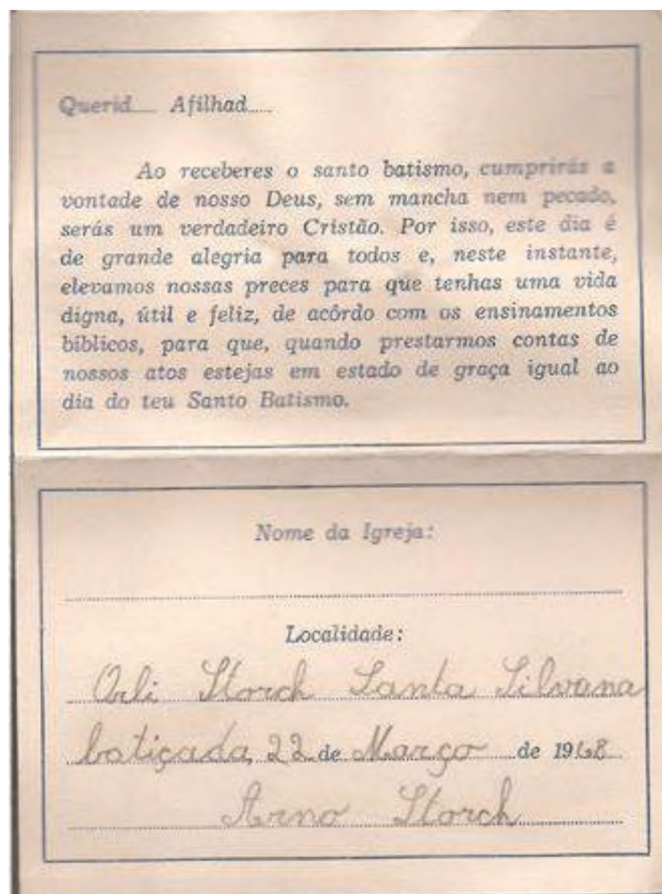 Querid.... Afilhad.....
Ao receberes o santo batismo, cumprirás a
vontade de nosso Deus, sem mancha nem pecado,
serás um verdadeiro Cristão. Por isso, este dia é
de grande alegria para todos e, neste instante,
elevamos nossas preces para que tenhas uma vida
digna, útil e feliz, de acôrdo com os ensinamentos
bíblicos, para que, quando prestarmos contas de
nossos atos estejas em estado de graça igual ao
dia do teu Santo Batismo.
Nome da Igreja:
Localidade:
Orli Storch Santa Silvana
batiçada, 22 de Março de 1968
Arno Storch